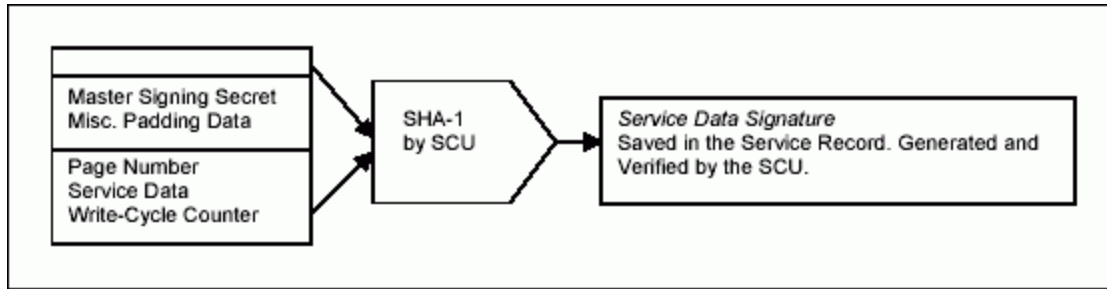 Master Signing Secret
Misc. Padding Data
Page Number
Service Data
Write-Cycle Counter
SHA-1
by SCU
Service Data Signature
Saved in the Service Record. Generated and
Verified by the SCU.